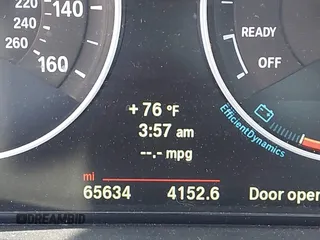 220
140
240
READY
260
160
OFF
+76 °F
3:57 am
--.- mpg
EfficientDynamics
mi
65634 4152.6 Door open
DREAMBID